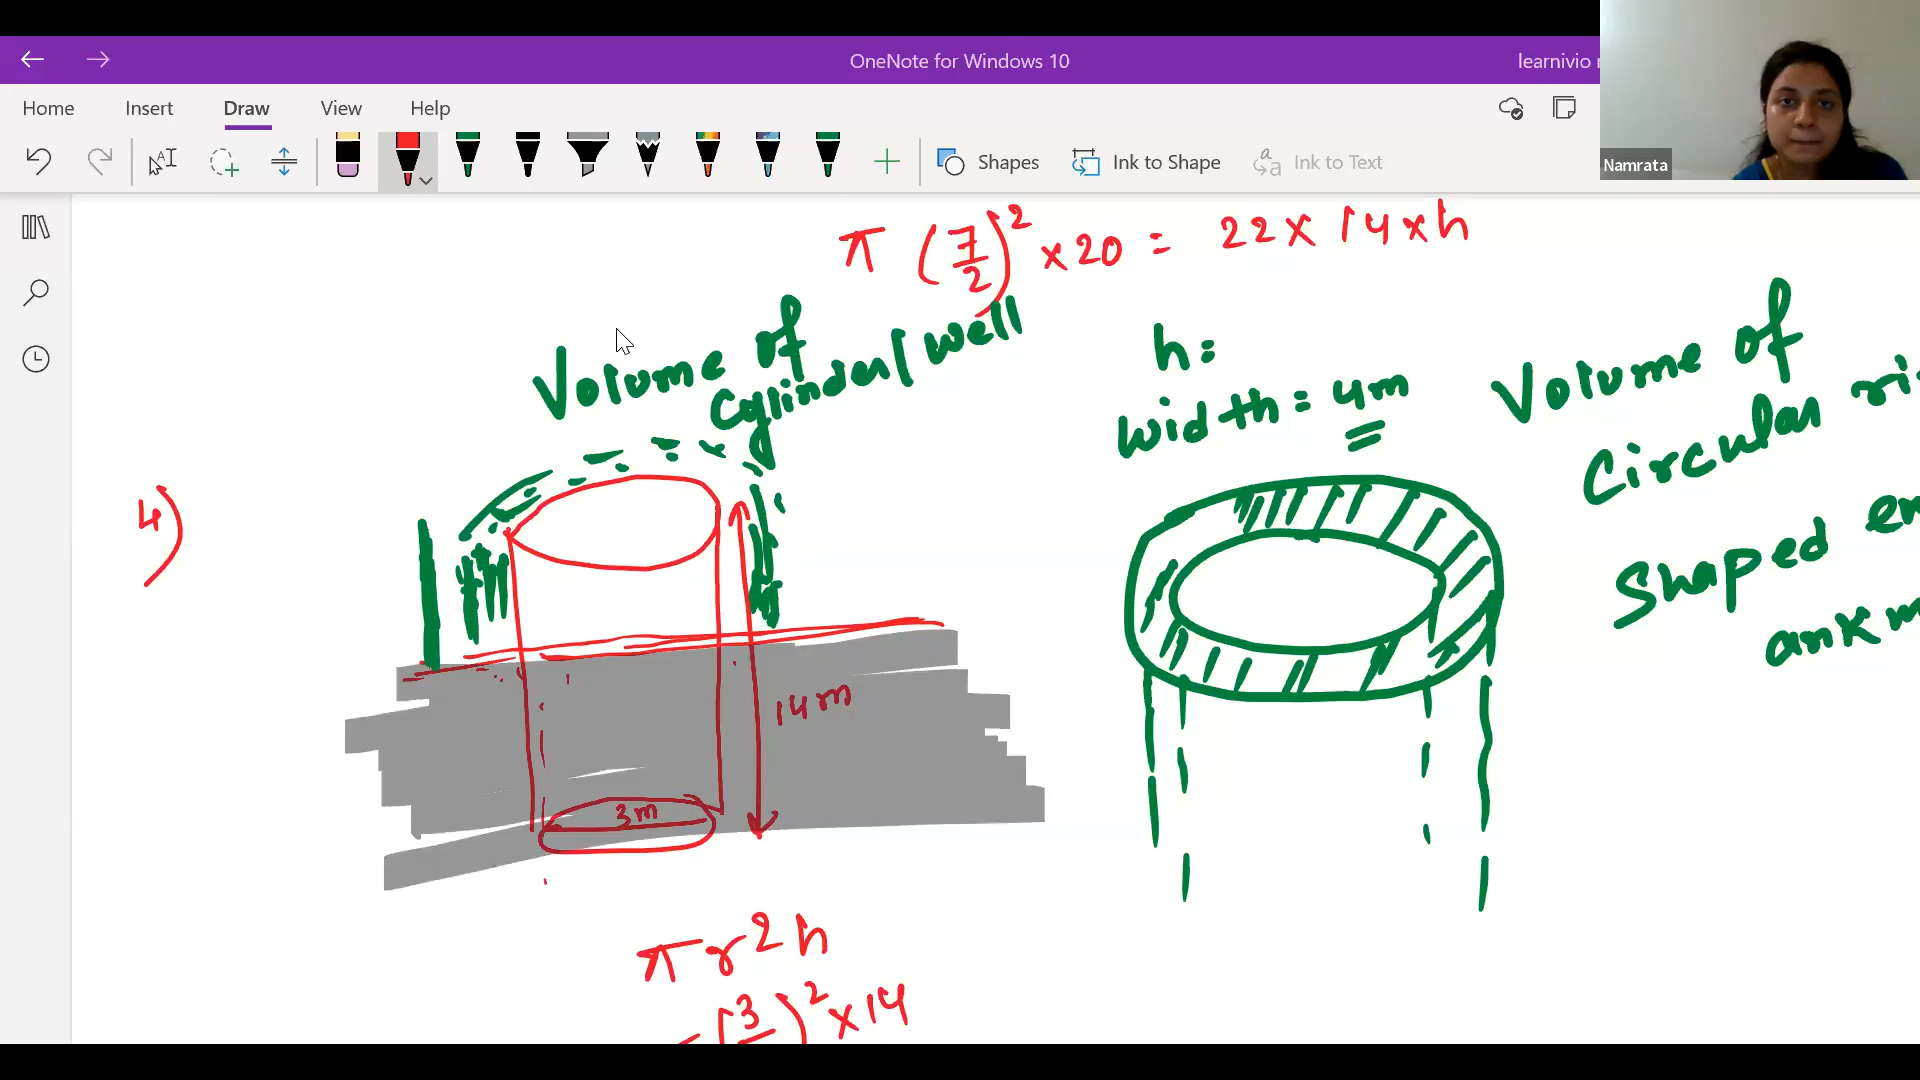 OneNote for Windows 10
learnivio
Home Insert Draw View Help
Shapes Ink to Shape Ink to Text
Namrata
π (7/2)² × 20 = 22 × 14 × h
Volume of
cylinder/well
h =
width = 4m
Volume of
Circular
Shaped
4)
14m
3m
πr²h
(3 )² × 14